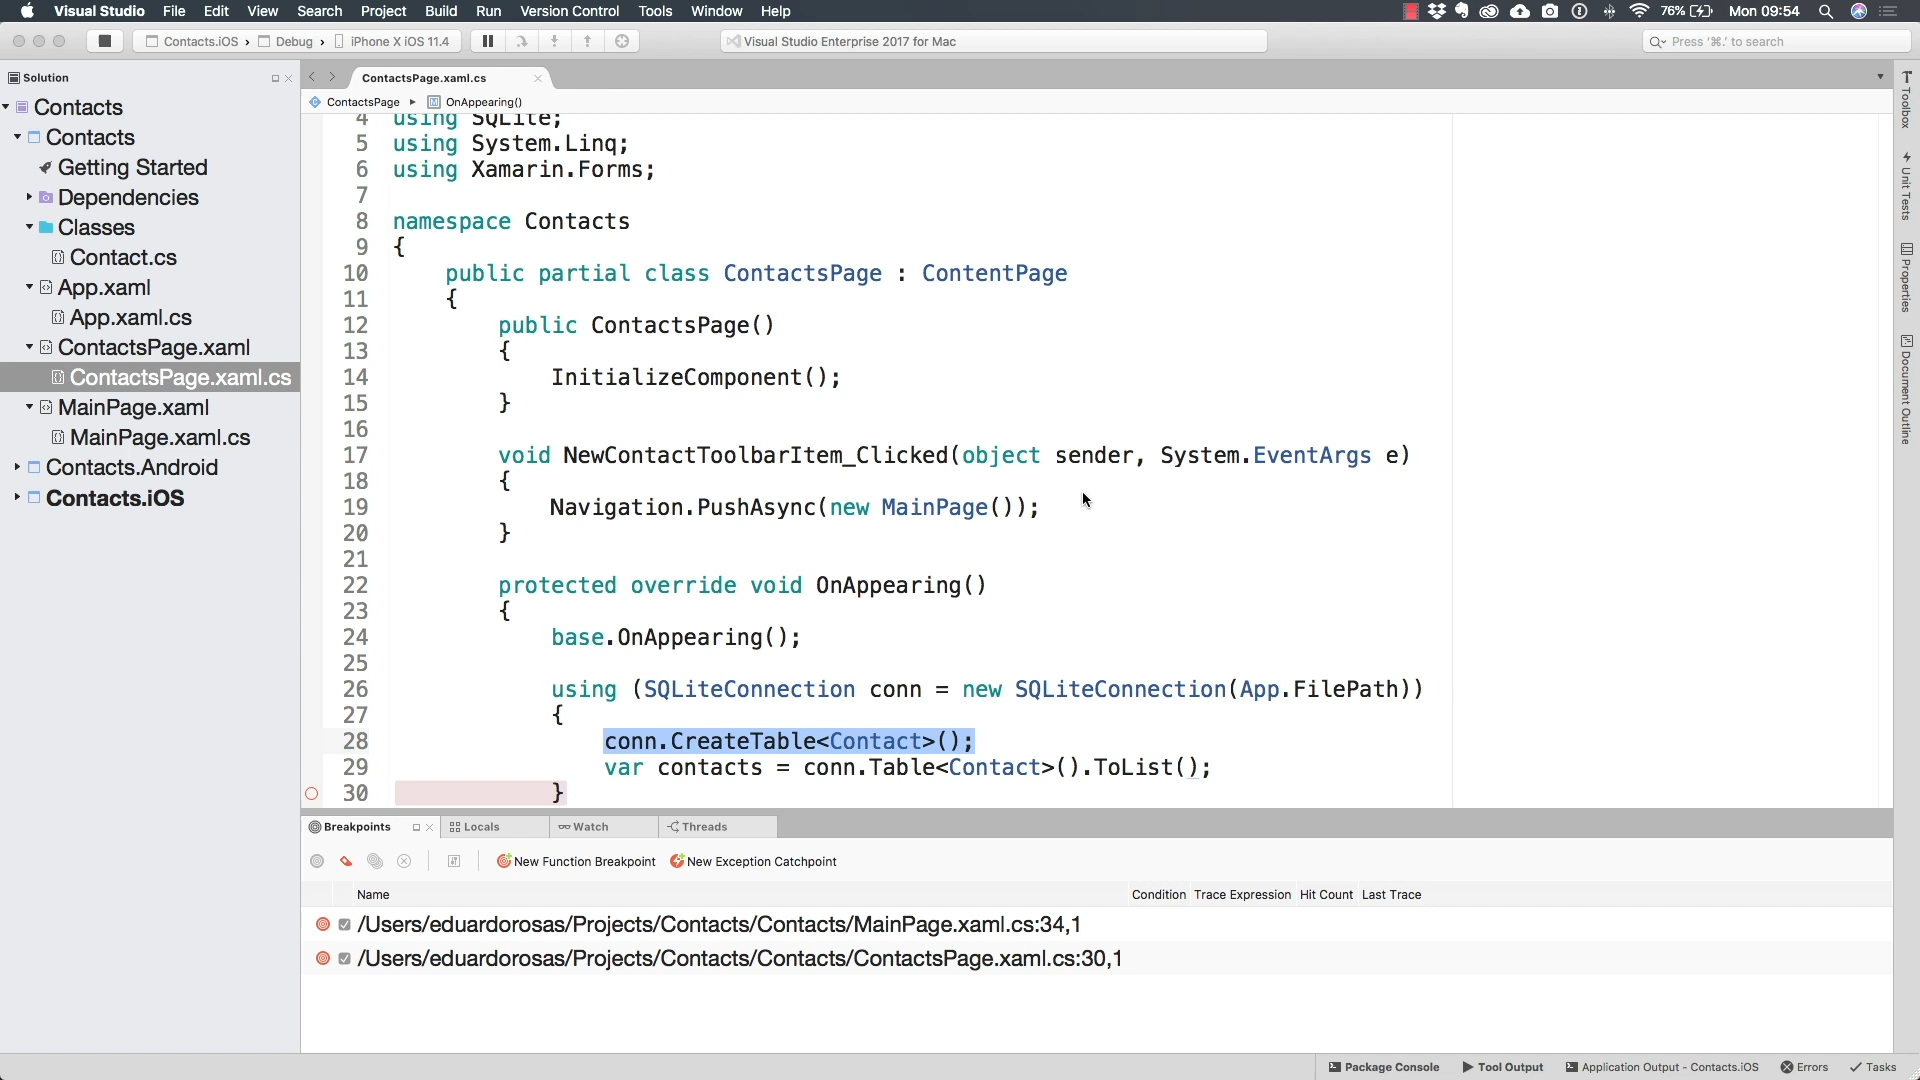 Visual Studio File Edit View Search Project Build Run Version Control Tools Window Help 76% Mon 09:54
Contacts.iOS › Debug › iPhone X iOS 11.4 Visual Studio Enterprise 2017 for Mac Press '⌘.' to search
Solution
Contacts
Contacts
Getting Started
Dependencies
Classes
Contact.cs
App.xaml
App.xaml.cs
ContactsPage.xaml
ContactsPage.xaml.cs
MainPage.xaml
MainPage.xaml.cs
Contacts.Android
Contacts.iOS
ContactsPage.xaml.cs
ContactsPage OnAppearing()
4 using SQLite;
5 using System.Linq;
6 using Xamarin.Forms;
7
8 namespace Contacts
9 {
10 public partial class ContactsPage : ContentPage
11 {
12 public ContactsPage()
13 {
14 InitializeComponent();
15 }
16
17 void NewContactToolbarItem_Clicked(object sender, System.EventArgs e)
18 {
19 Navigation.PushAsync(new MainPage());
20 }
21
22 protected override void OnAppearing()
23 {
24 base.OnAppearing();
25
26 using (SQLiteConnection conn = new SQLiteConnection(App.FilePath))
27 {
28 conn.CreateTable<Contact>();
29 var contacts = conn.Table<Contact>().ToList();
30 }
Toolbox
Unit Tests
Properties
Document Outline
Breakpoints Locals Watch Threads
New Function Breakpoint New Exception Catchpoint
Name Condition Trace Expression Hit Count Last Trace
/Users/eduardorosas/Projects/Contacts/Contacts/MainPage.xaml.cs:34,1
/Users/eduardorosas/Projects/Contacts/Contacts/ContactsPage.xaml.cs:30,1
Package Console Tool Output Application Output - Contacts.iOS Errors Tasks